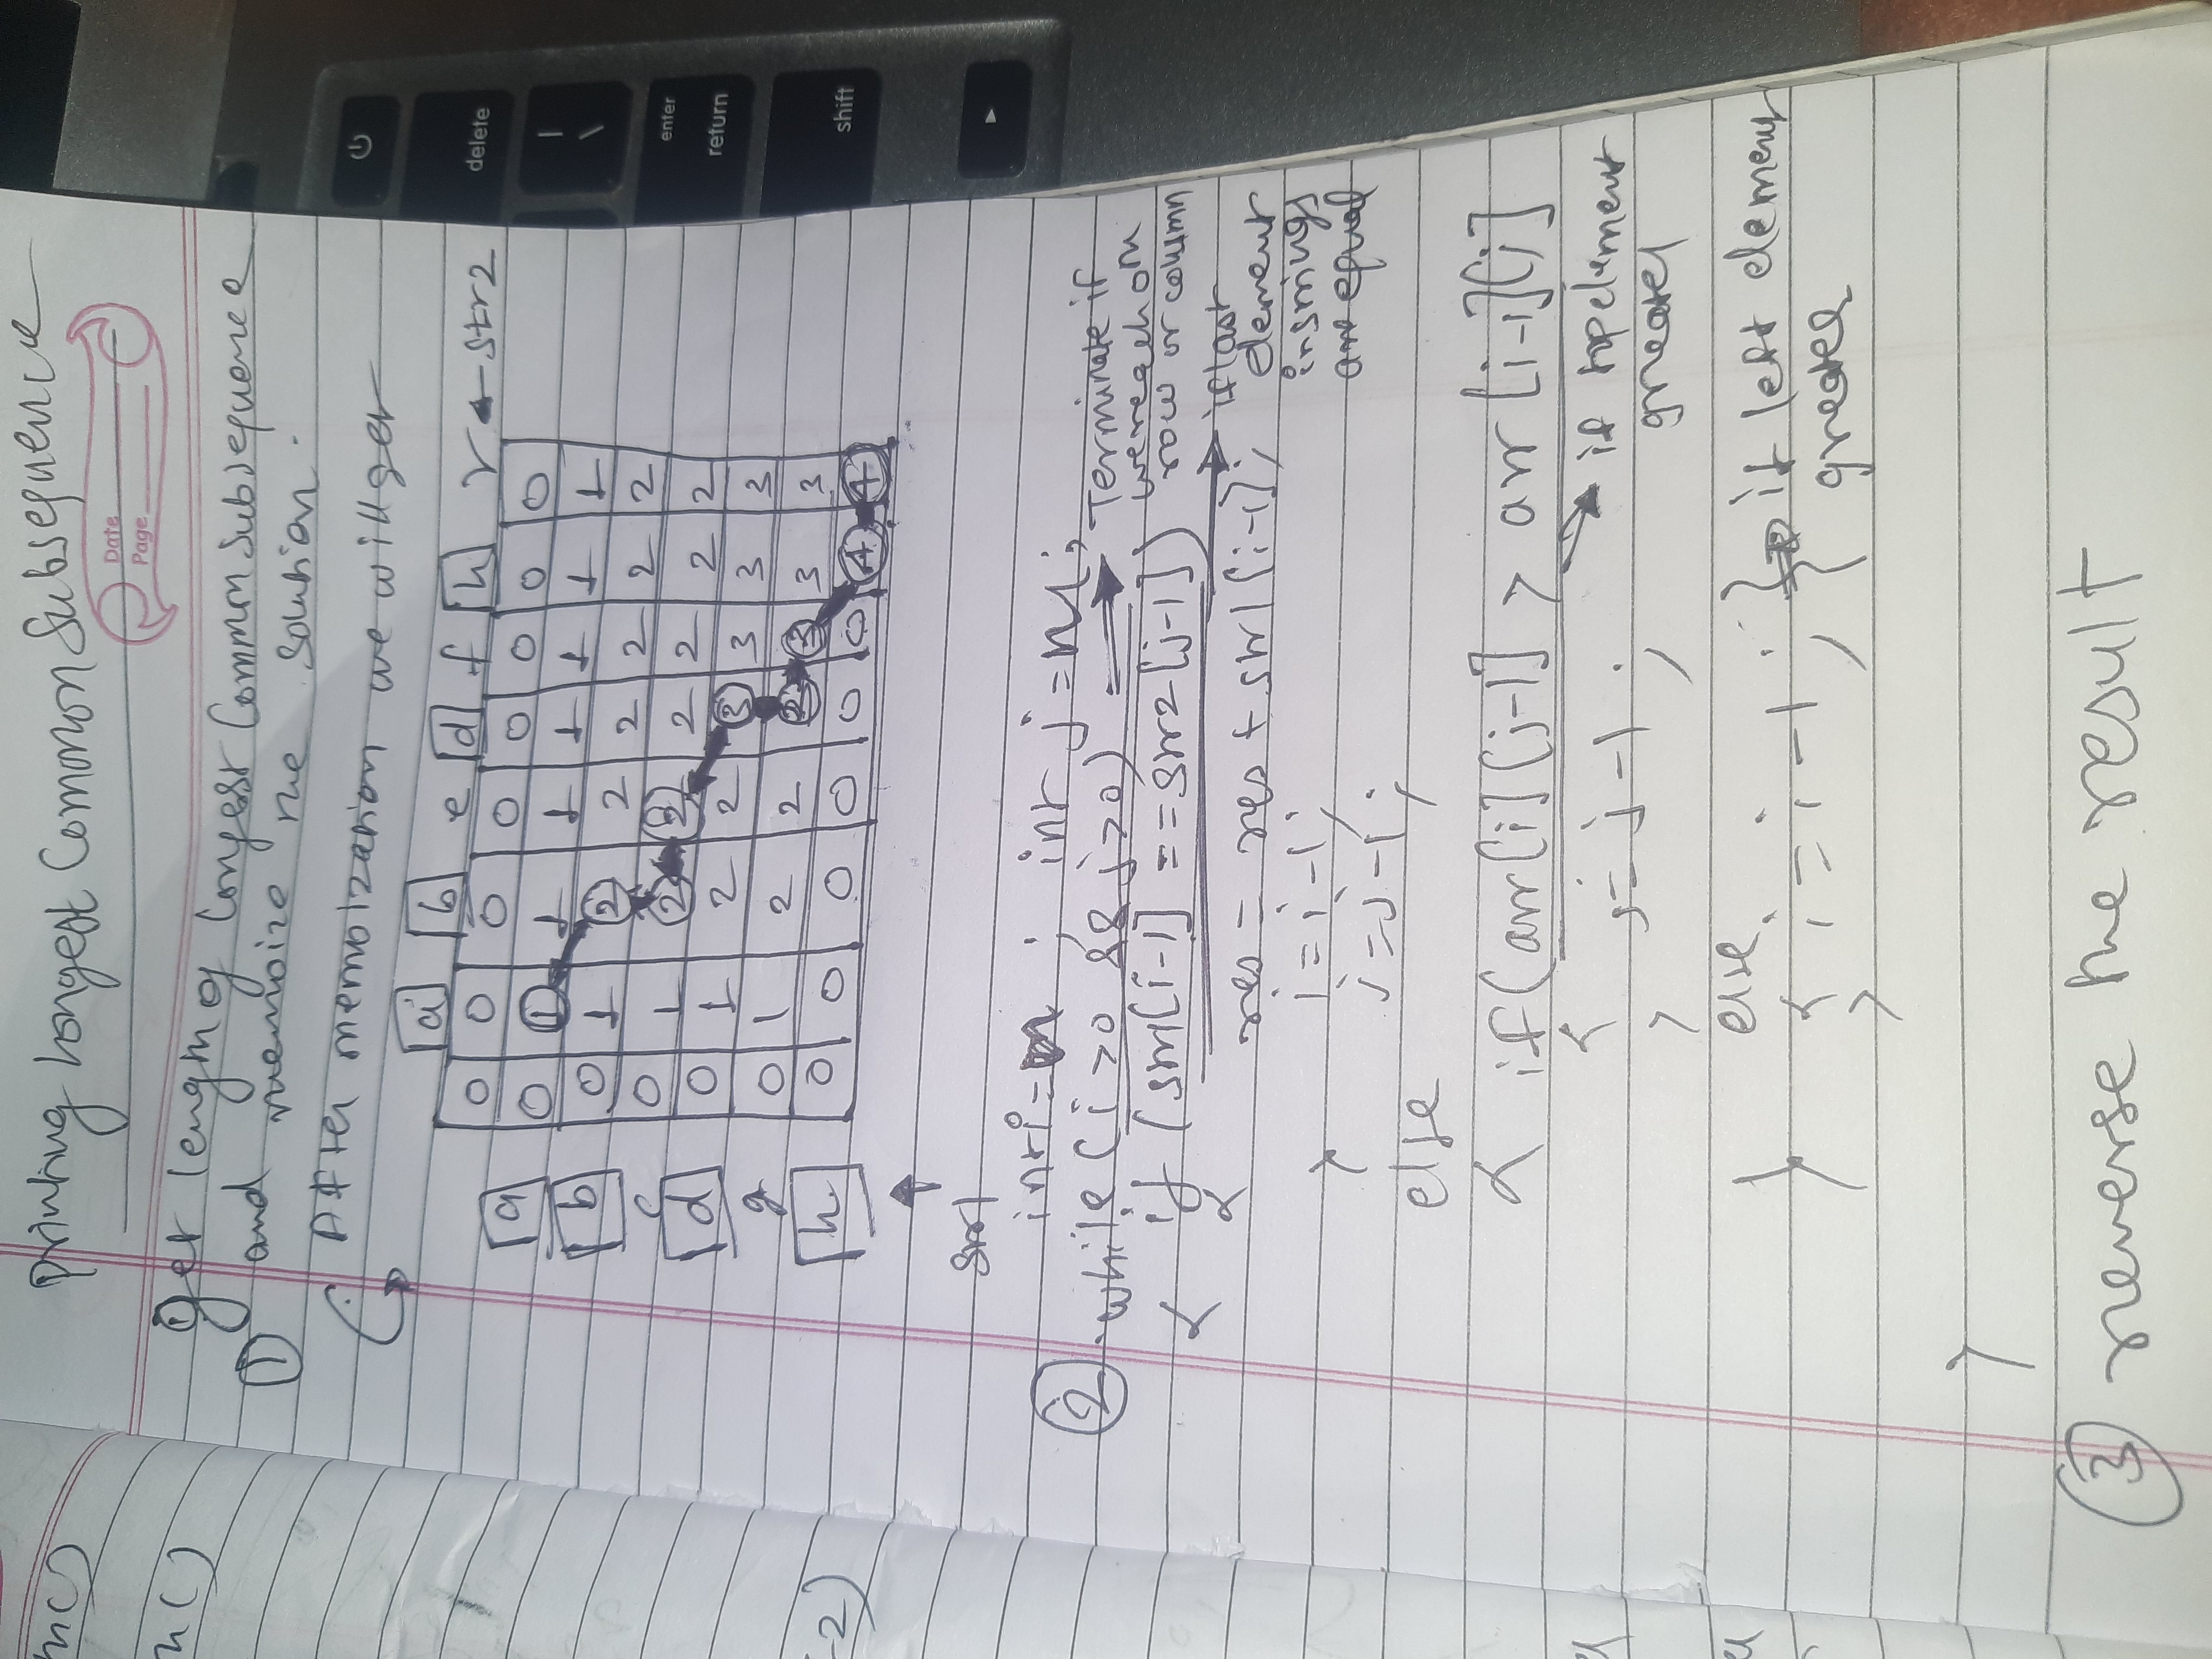 mc)
n()
-2)
Printing Longest Common Subsequence
Date
Page
get length of Longest Common Subsequence
① and memoize the solution.
After memoization we will get
a b e d f h r ← str2
0 0 0 0 0 0 0 0
a 0 1 1 1 1 1 1 1
b 0 1 2 2 2 2 2 2
c 0 1 2 2 2 2 2 2
d 0 1 2 2 3 3 3 3
g 0 1 2 2 2 3 3 3
h 0 0 0 0 0 0 4 4
str1
② int i = m ; int j = n;
while (i >0 && j >0) → Terminate if
we reach on
row or column
{ if (str1[i-1] == str2[j-1])
→ if last
element
in strings
are equal
{ res = res + str1[i-1];
i = i-1;
} j = j-1;
else
{ if (arr[i][j-1] > arr[i-1][j]
→ if top element
greater
{ j = j-1 ;
}
else
{ i = i-1 ; } → if left element
greater
}
}
}
③ reverse the result
delete
|
\
enter
return
shift